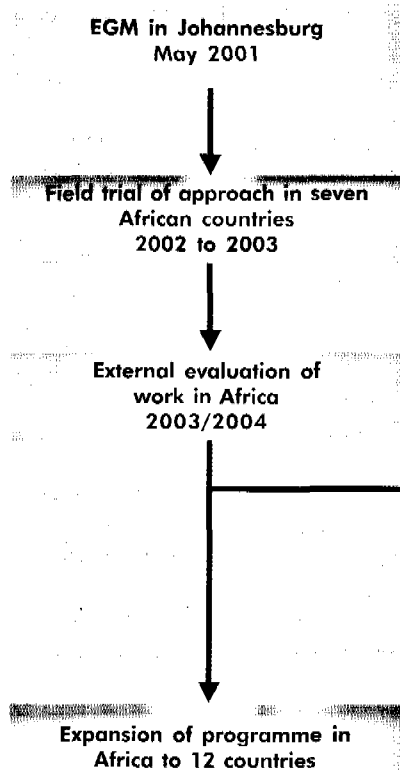 EGM in Johannesburg
May 2001
Field trial of approach in seven
African countries
2002 to 2003
External evaluation of
work in Africa
2003/2004
Expansion of programme in
Africa to 12 countries